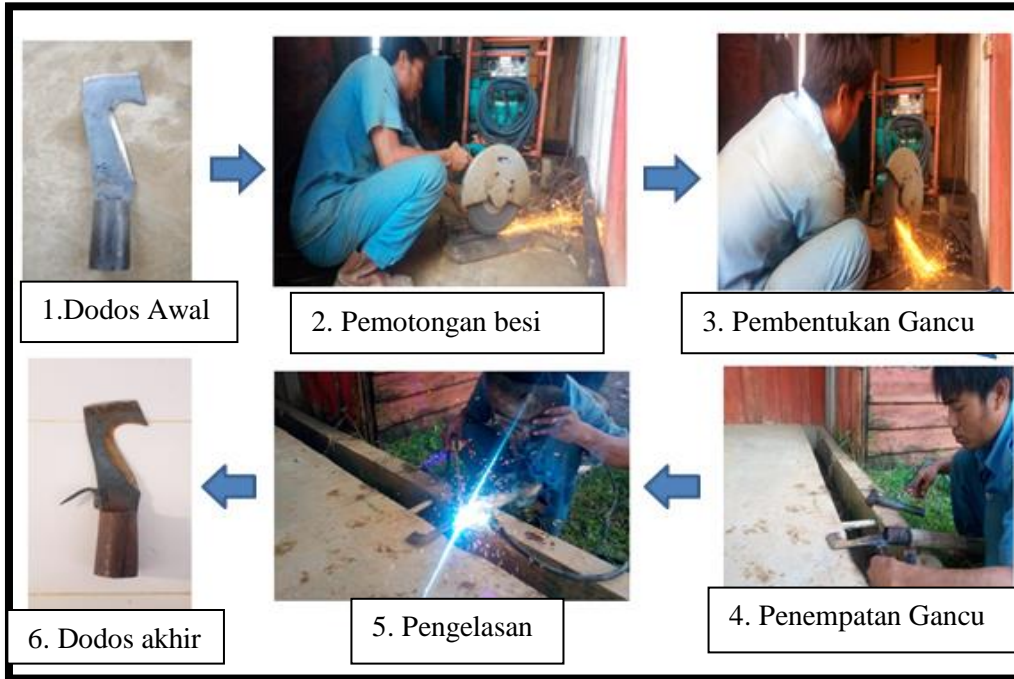 1.Dodos Awal
2. Pemotongan besi
3. Pembentukan Gancu
4. Penempatan Gancu
5. Pengelasan
6. Dodos akhir